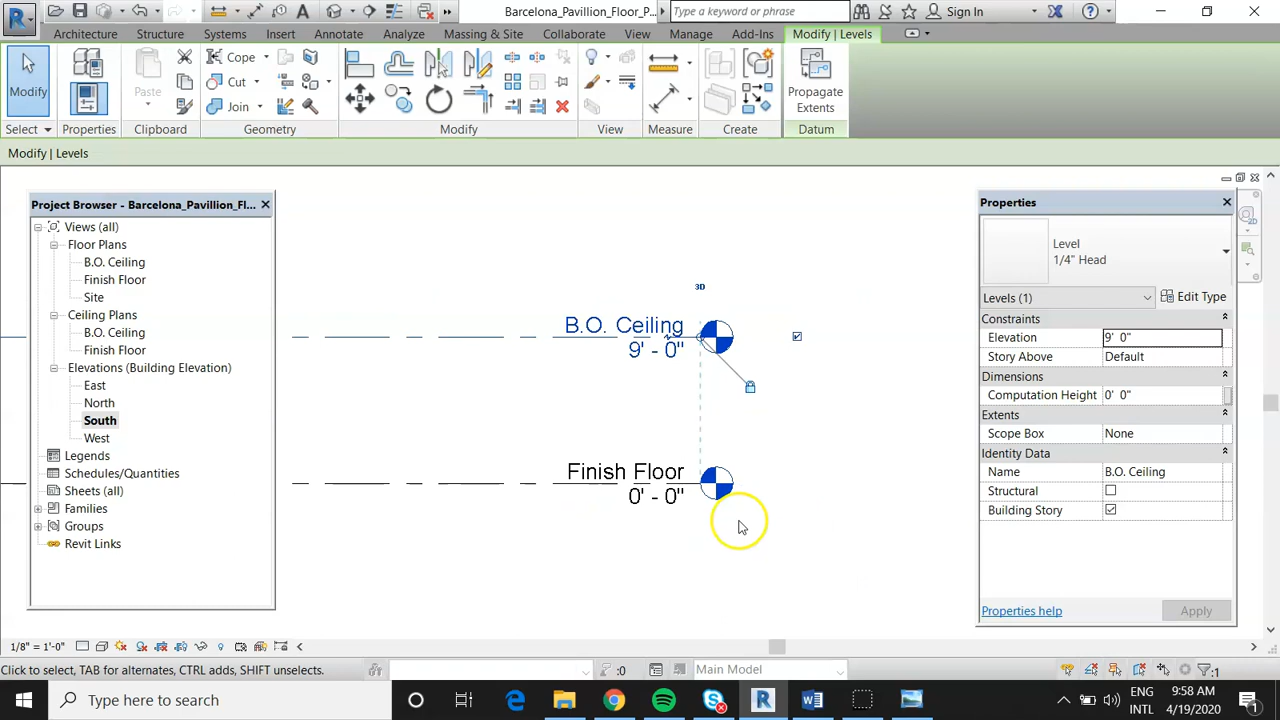 Barcelona_Pavillion_Floor_P...
Type a keyword or phrase
Sign In
Architecture
Structure
Systems
Insert
Annotate
Analyze
Massing & Site
Collaborate
View
Manage
Add-Ins
Modify | Levels
Modify
Paste
Cope
Cut
Join
Propagate
Extents
Select
Properties
Clipboard
Geometry
Modify
View
Measure
Create
Datum
Modify | Levels
Project Browser - Barcelona_Pavillion_Fl...
Views (all)
Floor Plans
B.O. Ceiling
Finish Floor
Site
Ceiling Plans
B.O. Ceiling
Finish Floor
Elevations (Building Elevation)
East
North
South
West
Legends
Schedules/Quantities
Sheets (all)
Families
Groups
Revit Links
3D
B.O. Ceiling
9' - 0"
Finish Floor
0' - 0"
Properties
Level
1/4" Head
Levels (1)
Edit Type
Constraints
Elevation 9' 0"
Story Above Default
Dimensions
Computation Height 0' 0"
Extents
Scope Box None
Identity Data
Name B.O. Ceiling
Structural
Building Story
Properties help
Apply
1/8" = 1'-0"
Click to select, TAB for alternates, CTRL adds, SHIFT unselects.
:0
Main Model
:1
Type here to search
ENG
INTL
9:58 AM
4/19/2020